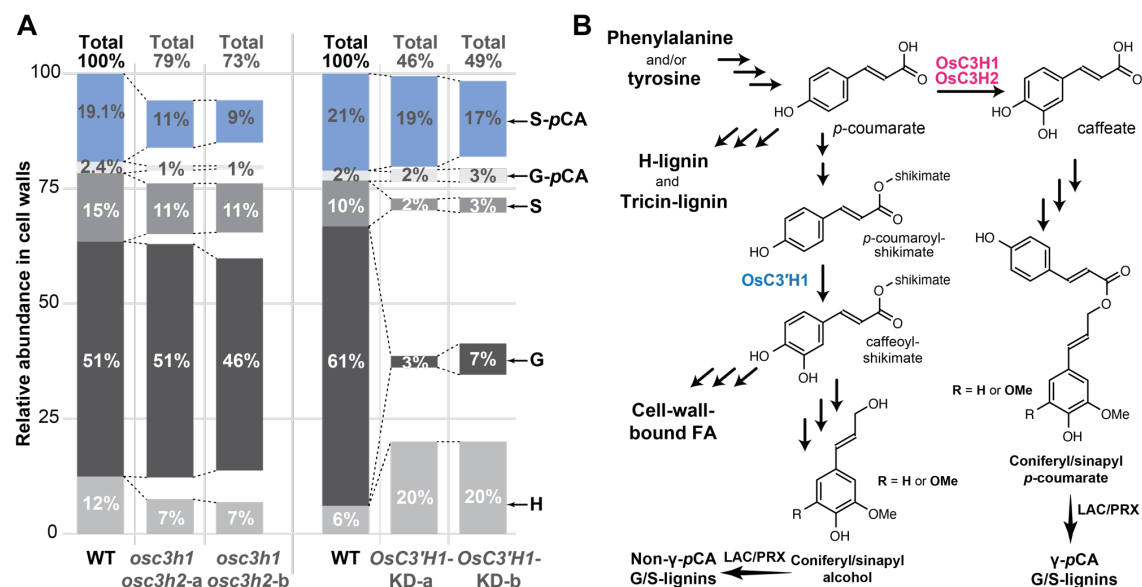 A
Total
100%
Total
79%
Total
73%
Total
100%
Total
46%
Total
49%
Relative abundance in cell walls
100
75
50
25
0
19.1%
2.4%
15%
51%
12%
11%
1%
11%
51%
7%
9%
1%
11%
46%
7%
21%
2%
10%
61%
6%
19%
2%
2%
3%
20%
17%
3%
3%
7%
20%
S-pCA
G-pCA
S
G
H
WT
osc3h1
osc3h2-a
osc3h1
osc3h2-b
WT
OsC3'H1-
KD-a
OsC3'H1-
KD-b
B
Phenylalanine
and/or
tyrosine
HO
O
OH
p-coumarate
OsC3H1
OsC3H2
HO
OH
O
OH
caffeate
H-lignin
and
Tricin-lignin
HO
O
O
shikimate
p-coumaroyl-
shikimate
OsC3'H1
HO
OH
O
O
shikimate
caffeoyl-
shikimate
Cell-wall-
bound FA
OH
R
OH
OMe
R = H or OMe
Coniferyl/sinapyl
alcohol
LAC/PRX
Non-γ-pCA
G/S-lignins
HO
O
O
R = H or OMe
R
OH
OMe
Coniferyl/sinapyl
p-coumarate
LAC/PRX
γ-pCA
G/S-lignins